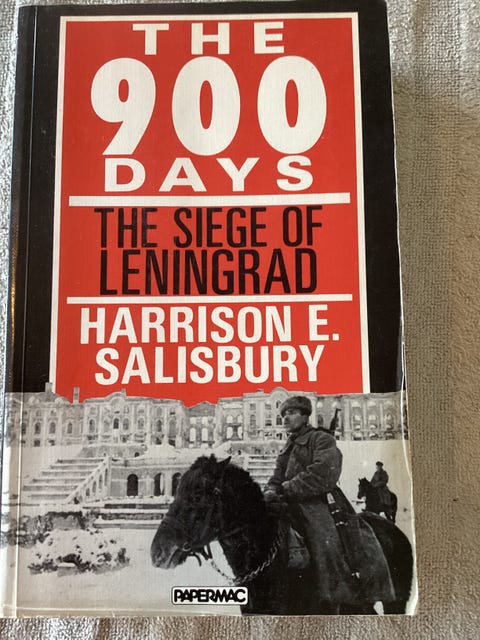 THE
900
DAYS
THE SIEGE OF
LENINGRAD
HARRISON E.
SALISBURY
PAPERMAC